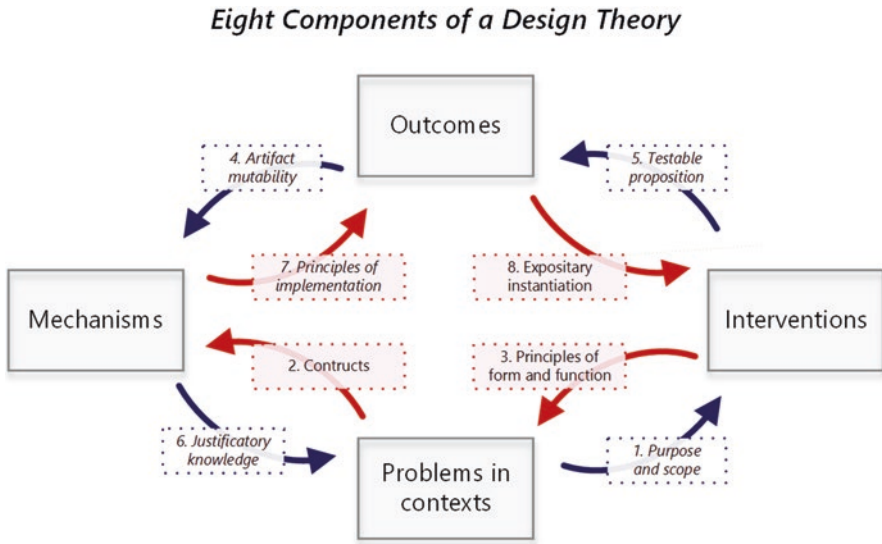 Eight Components of a Design Theory
Outcomes
4. Artifact
mutability
5. Testable
proposition
7. Principles of
implementation
8. Expositary
instantiation
Mechanisms
Interventions
2. Contructs
3. Principles of
form and function
6. Justificatory
knowledge
Problems in
contexts
1. Purpose
and scope